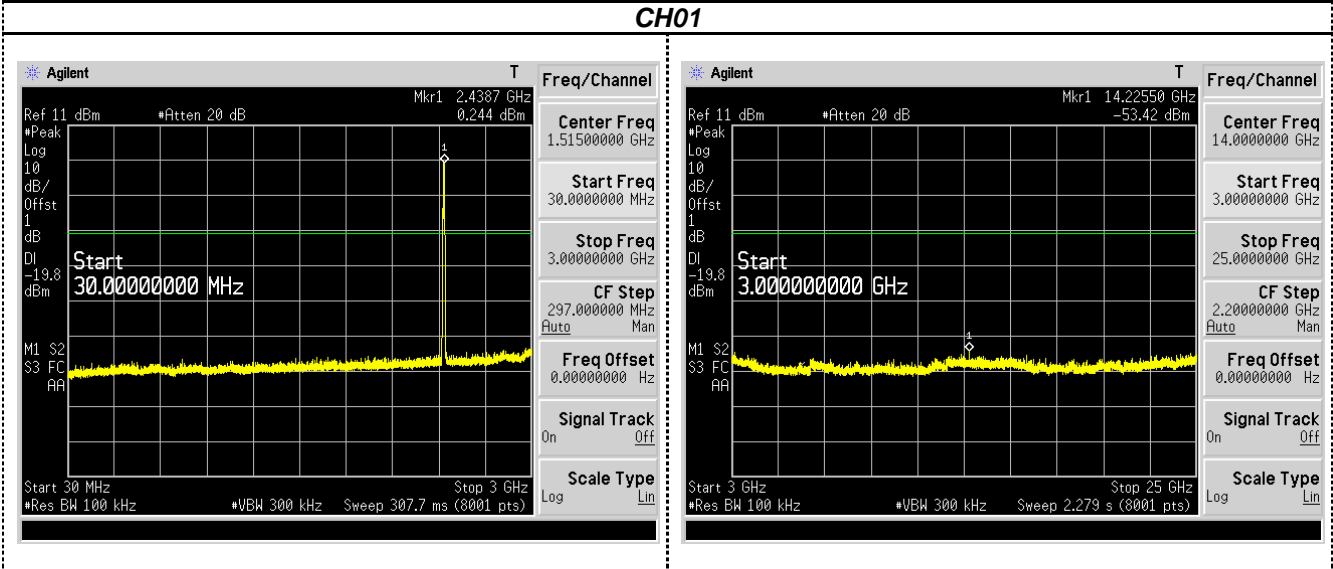 CH01
Agilent T
Mkr1 2.4387 GHz
Ref 11 dBm #Atten 20 dB 0.244 dBm
#Peak
Log
10
dB/
Offst
1
dB
DI
-19.8
dBm
1
Start
30.00000000 MHz
M1 S2
S3 FC
AA
Start 30 MHz Stop 3 GHz
#Res BW 100 kHz #VBW 300 kHz Sweep 307.7 ms (8001 pts)
Freq/Channel
Center Freq
1.51500000 GHz
Start Freq
30.0000000 MHz
Stop Freq
3.00000000 GHz
CF Step
297.000000 MHz
Auto Man
Freq Offset
0.00000000 Hz
Signal Track
On Off
Scale Type
Log Lin
Agilent T
Mkr1 14.22550 GHz
Ref 11 dBm #Atten 20 dB -53.42 dBm
#Peak
Log
10
dB/
Offst
1
dB
DI
-19.8
dBm
Start
3.000000000 GHz
1
M1 S2
S3 FC
AA
Start 3 GHz Stop 25 GHz
#Res BW 100 kHz #VBW 300 kHz Sweep 2.279 s (8001 pts)
Freq/Channel
Center Freq
14.0000000 GHz
Start Freq
3.00000000 GHz
Stop Freq
25.0000000 GHz
CF Step
2.20000000 GHz
Auto Man
Freq Offset
0.00000000 Hz
Signal Track
On Off
Scale Type
Log Lin